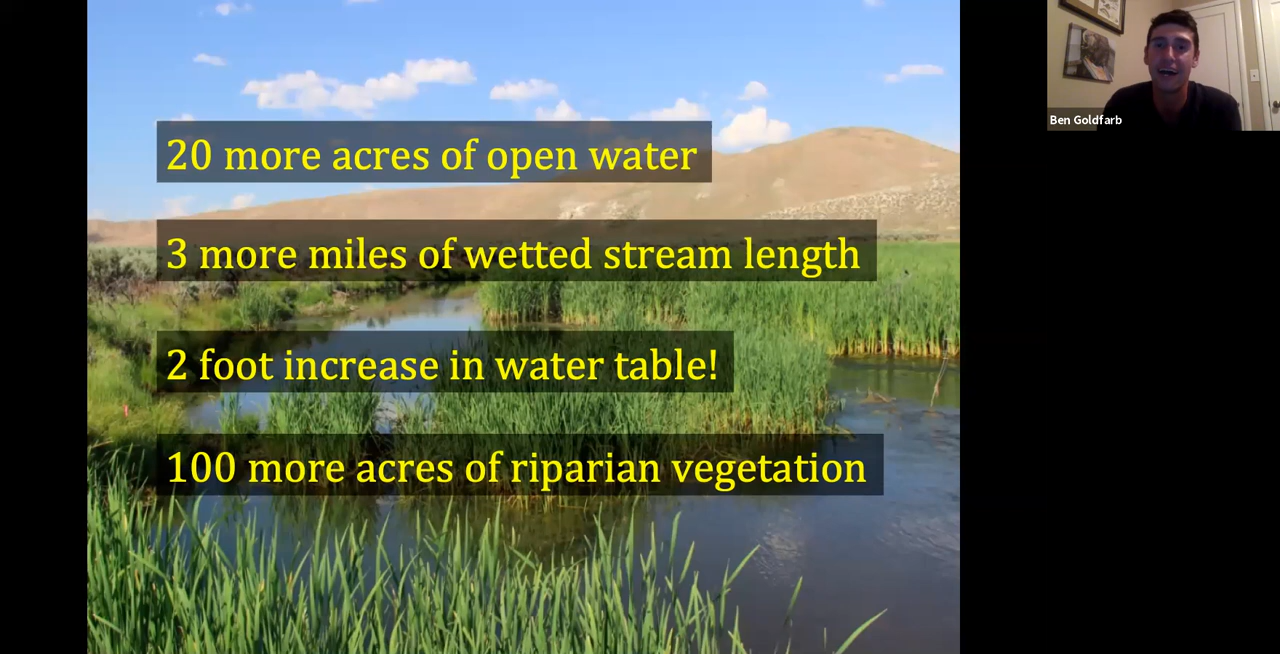 20 more acres of open water
3 more miles of wetted stream length
2 foot increase in water table!
100 more acres of riparian vegetation
Ben Goldfarb